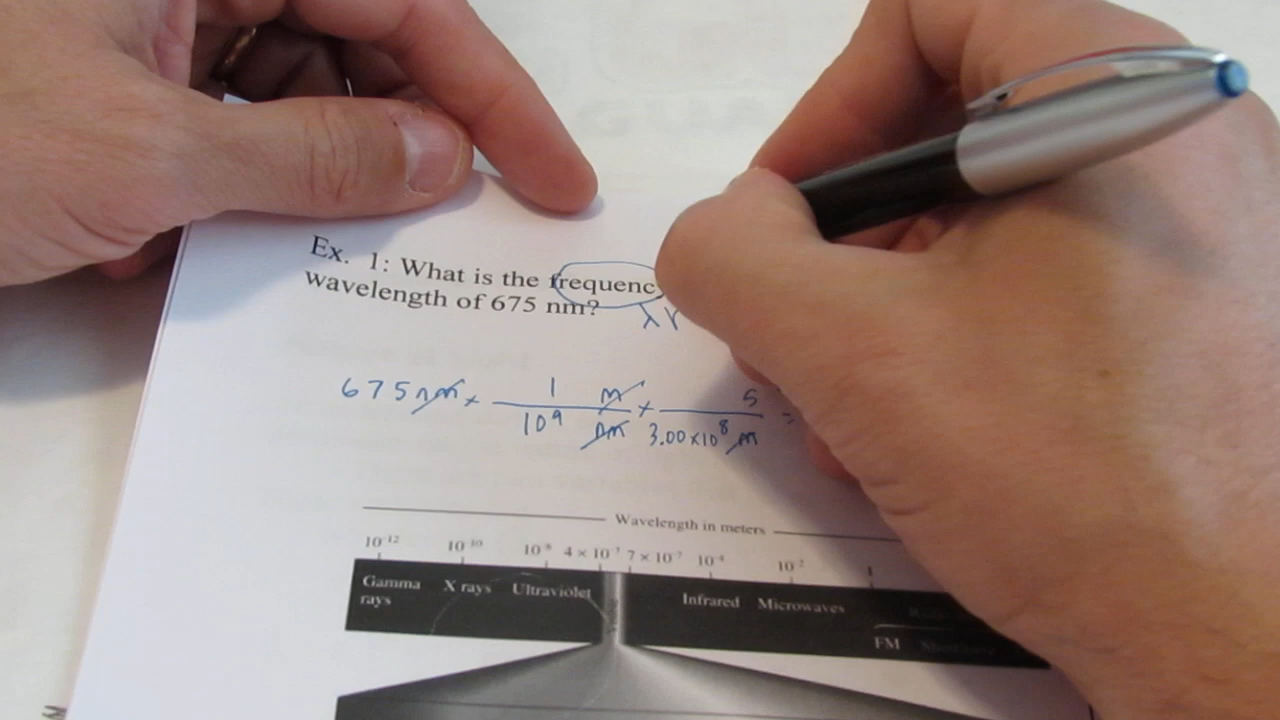 Ex. 1: What is the frequenc
wavelength of 675 nm?
λν
675 nm × 1 m / 10⁹ nm × s / 3.00×10⁸ m =
Wavelength in meters
10⁻¹² 10⁻¹⁰ 10⁻⁸ 4 × 10⁻⁷ 7 × 10⁻⁷ 10⁻⁴ 10⁻² 1
Gamma rays X rays Ultraviolet Infrared Microwaves
FM